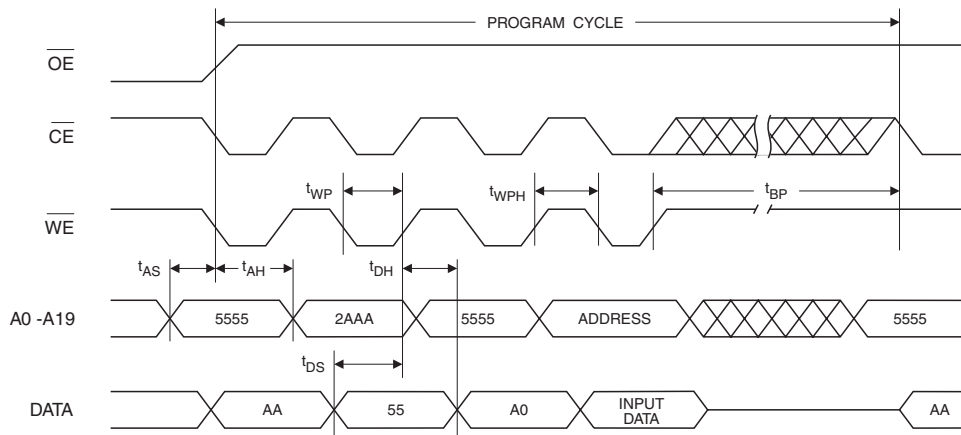 PROGRAM CYCLE
OE
CE
tWP
tWPH
tBP
WE
tAS
tAH
tDH
A0 -A19
5555
2AAA
5555
ADDRESS
5555
tDS
DATA
AA
55
A0
INPUT
DATA
AA